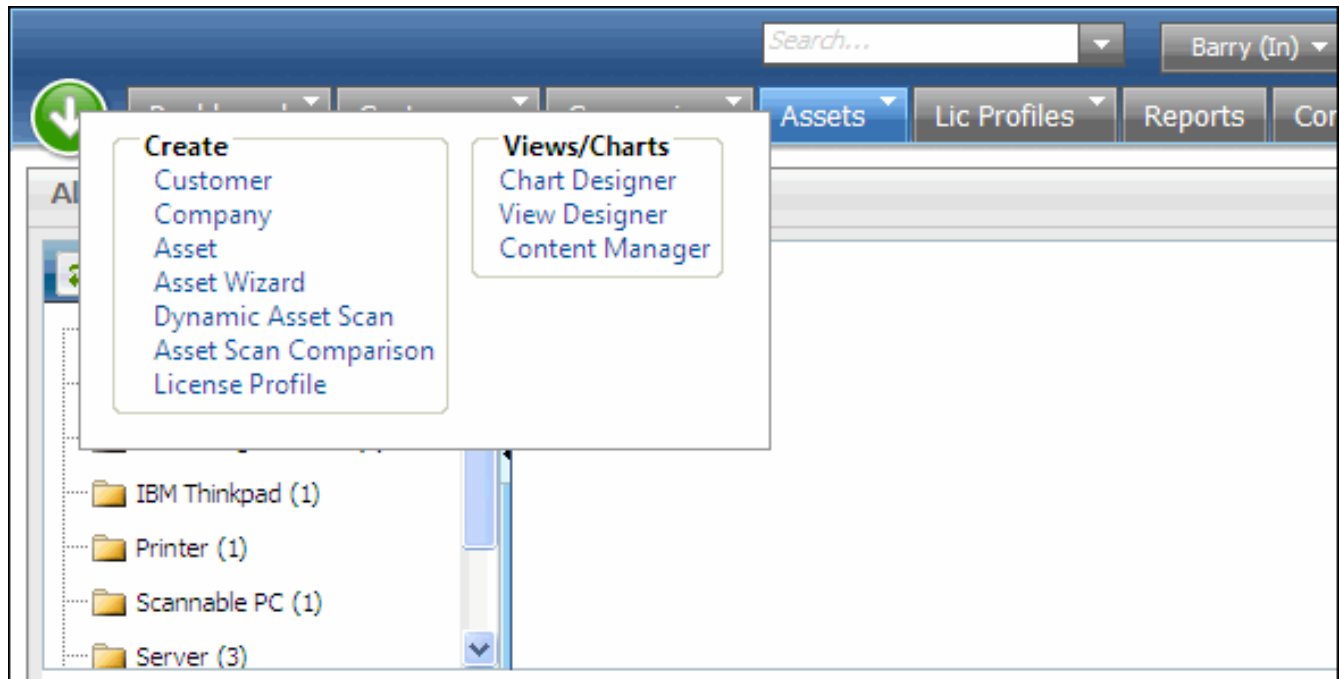 Search...
Barry (In)
Assets
Lic Profiles
Reports
Create
Customer
Company
Asset
Asset Wizard
Dynamic Asset Scan
Asset Scan Comparison
License Profile
Views/Charts
Chart Designer
View Designer
Content Manager
IBM Thinkpad (1)
Printer (1)
Scannable PC (1)
Server (3)